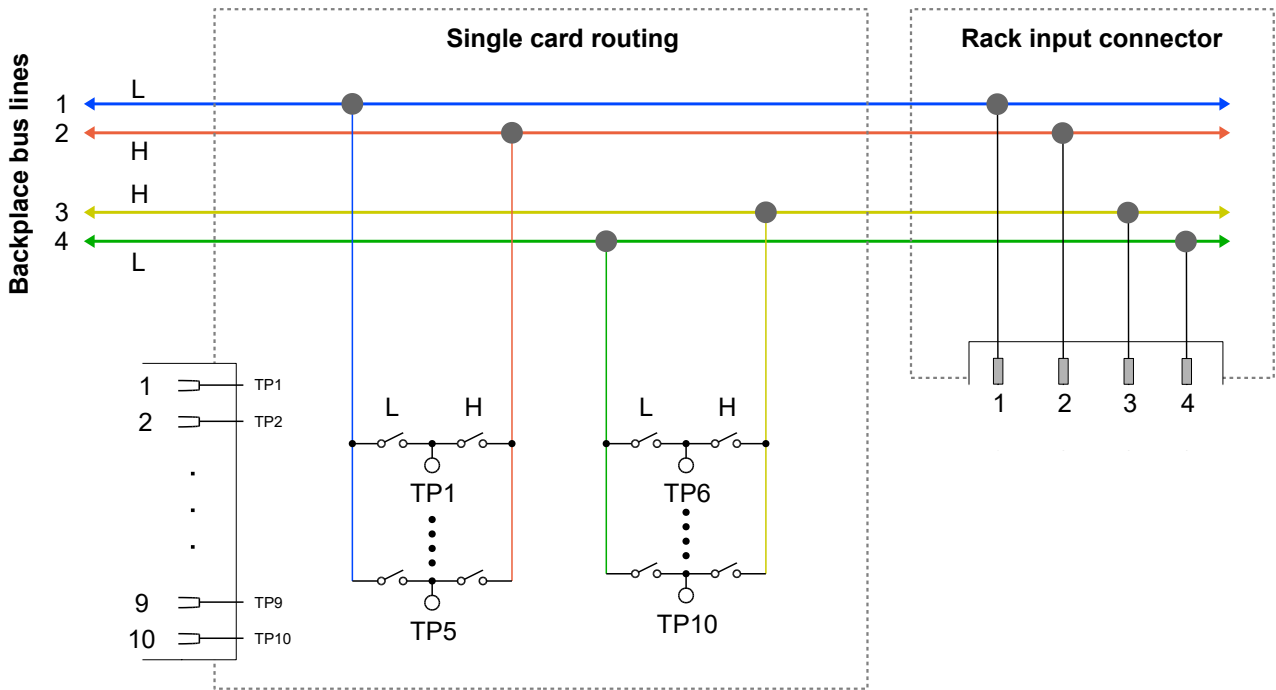 Single card routing
Rack input connector
Backplace bus lines
L
1
2
H
H
3
4
L
1 TP1
2 TP2
9 TP9
10 TP10
L H
TP1
TP5
L H
TP6
TP10
1 2 3 4